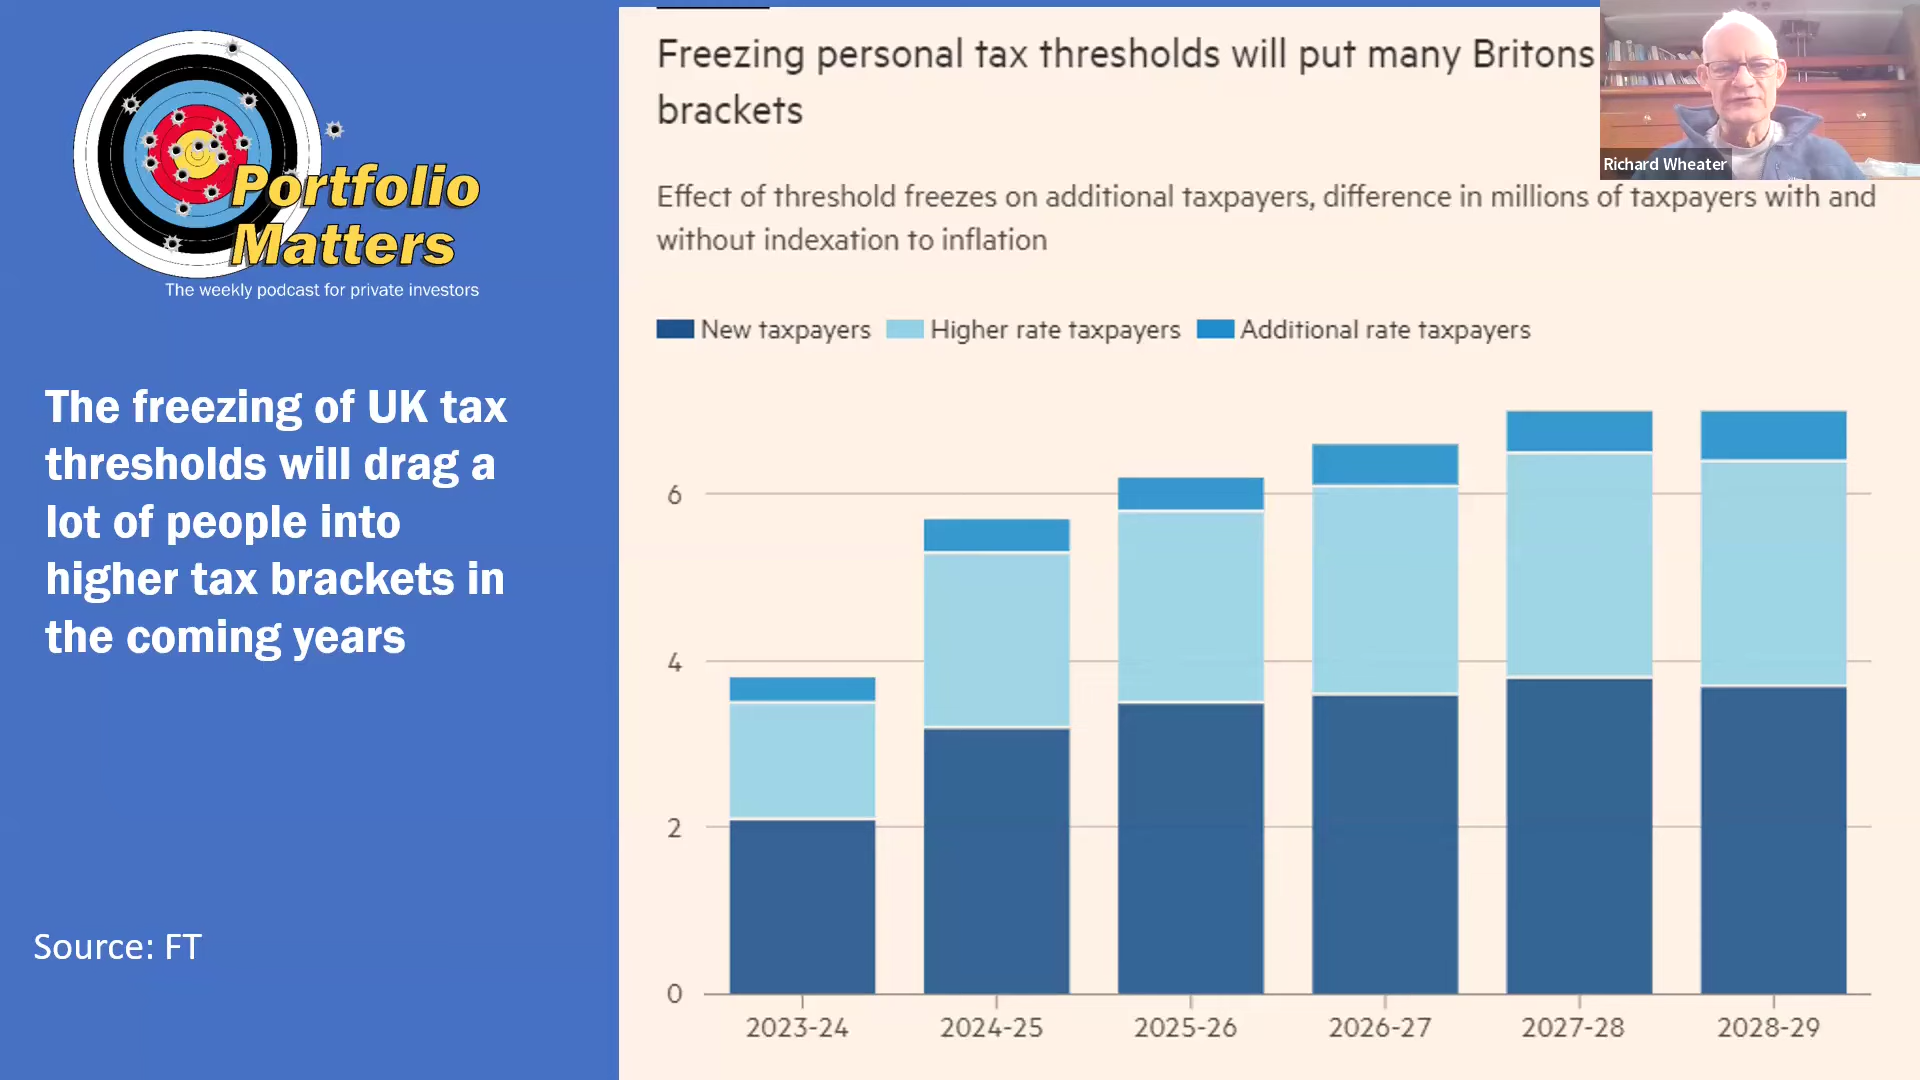 Portfolio
Matters
The weekly podcast for private investors
The freezing of UK tax
thresholds will drag a
lot of people into
higher tax brackets in
the coming years
Source: FT
Freezing personal tax thresholds will put many Britons
brackets
Richard Wheater
Effect of threshold freezes on additional taxpayers, difference in millions of taxpayers with and
without indexation to inflation
New taxpayers Higher rate taxpayers Additional rate taxpayers
6
4
2
0
2023-24 2024-25 2025-26 2026-27 2027-28 2028-29